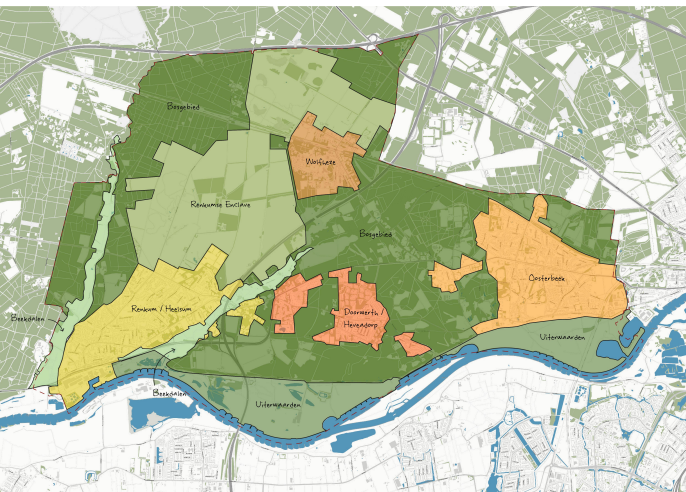 Bosgebied
Wolfheze
Renkumse Enclave
Bosgebied
Oosterbeek
Renkum / Heelsum
Doorwerth /
Heveadorp
Beekdalen
Uiterwaarden
Beekdalen
Uiterwaarden